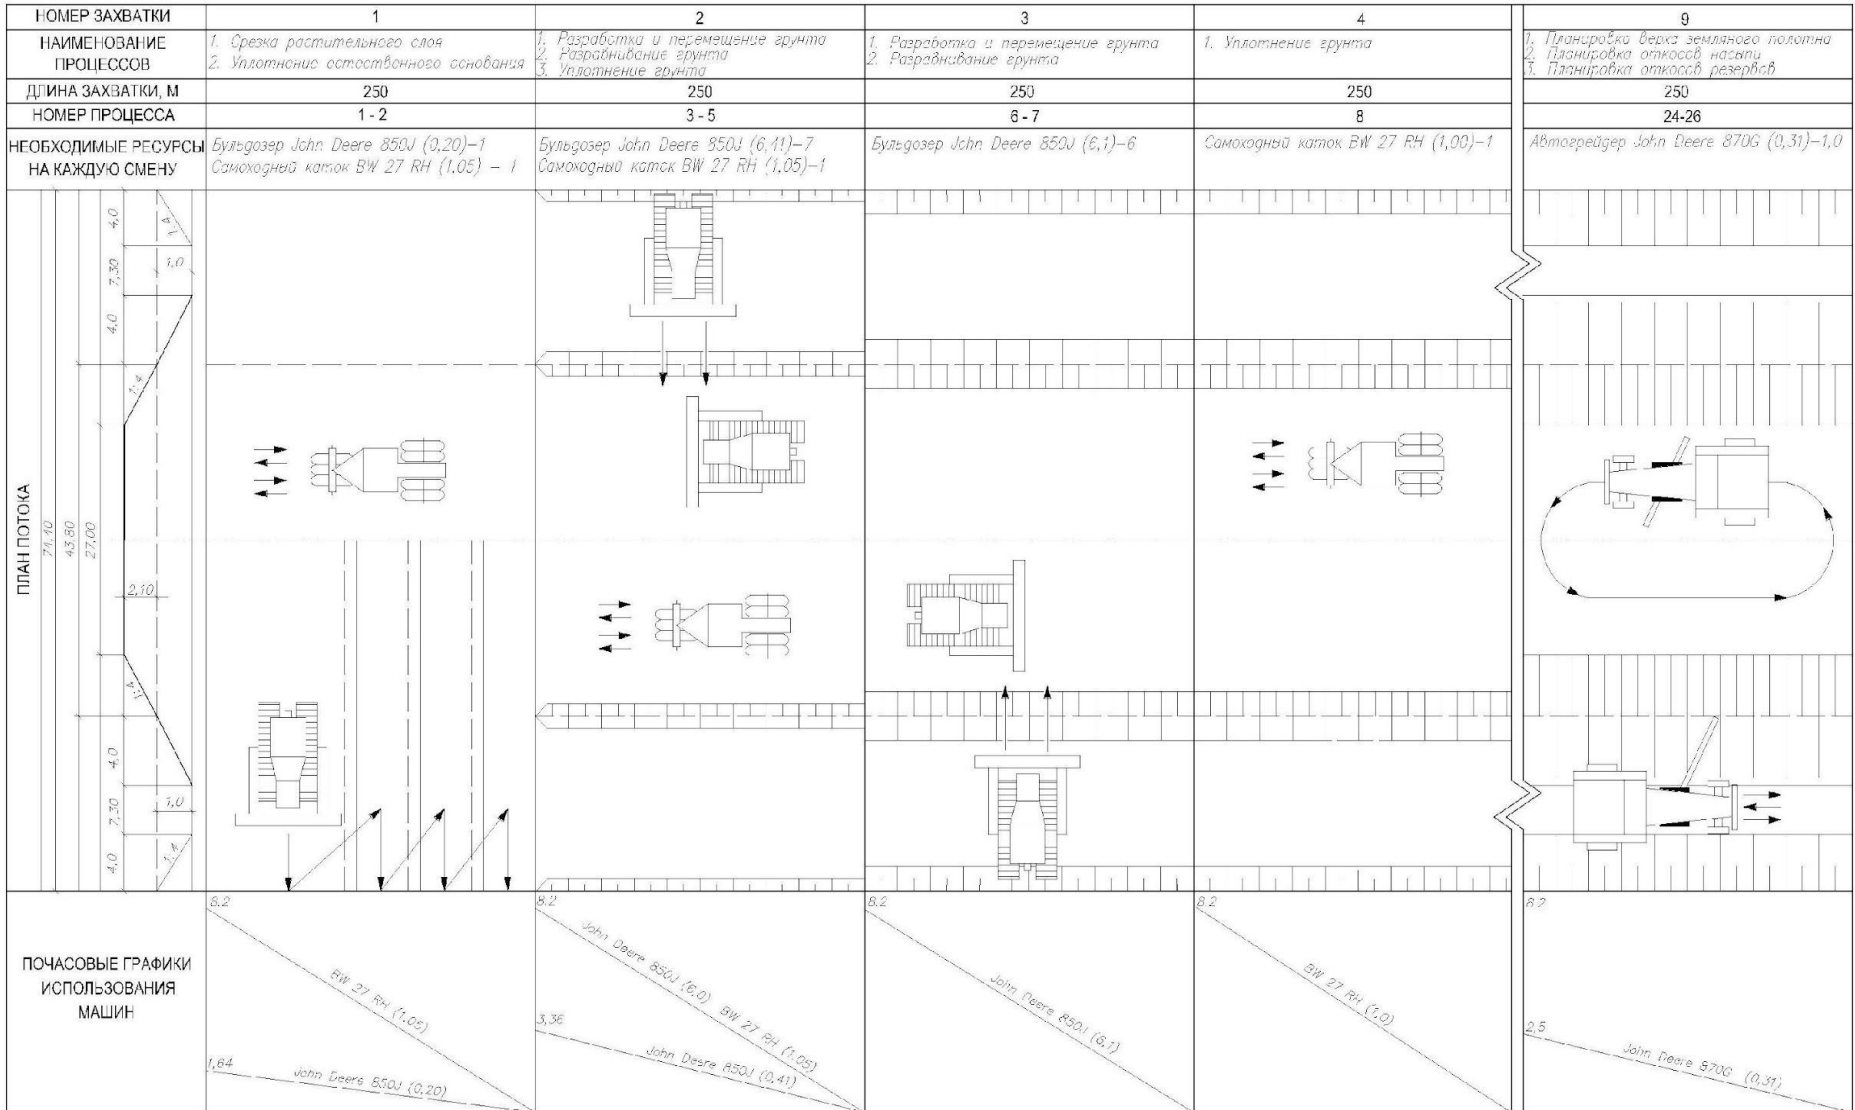 НОМЕР ЗАХВАТКИ 1 2 3 4 9
НАИМЕНОВАНИЕ ПРОЦЕССОВ
1. Срезка растительного слоя
2. Уплотнение естественного основания
1. Разработка и перемещение грунта
2. Разравнивание грунта
3. Уплотнение грунта
1. Разработка и перемещение грунта
2. Разравнивание грунта
1. Уплотнение грунта
1. Планировка верха земляного полотна
2. Планировка откосов насыпи
3. Планировка откосов резервов
ДЛИНА ЗАХВАТКИ, М 250 250 250 250 250
НОМЕР ПРОЦЕССА 1 - 2 3 - 5 6 - 7 8 24-26
НЕОБХОДИМЫЕ РЕСУРСЫ
НА КАЖДУЮ СМЕНУ
Бульдозер John Deere 850J (0,20)-1
Самоходный каток BW 27 RH (1,05) - 1
Бульдозер John Deere 850J (6,41)-7
Самоходный каток BW 27 RH (1,05)-1
Бульдозер John Deere 850J (6,1)-6
Самоходный каток BW 27 RH (1,00)-1
Автогрейдер John Deere 870G (0,31)-1,0
ПЛАН ПОТОКА
74,40
43,80
27,00
4,0
1:4
7,30
1,0
4,0
1:4
2,10
1:4
4,0
7,30
1,0
4,0
1:4
ПОЧАСОВЫЕ ГРАФИКИ
ИСПОЛЬЗОВАНИЯ
МАШИН
8.2
BW 27 RH (1.05)
1,64
John Deere 850J (0,20)
8.2
John Deere 850J (6,0) BW 27 RH (1.05)
3,36
John Deere 850J (0,41)
8.2
John Deere 850J (6,1)
8.2
BW 27 RH (1,0)
8.2
2,5
John Deere 870G (0,31)